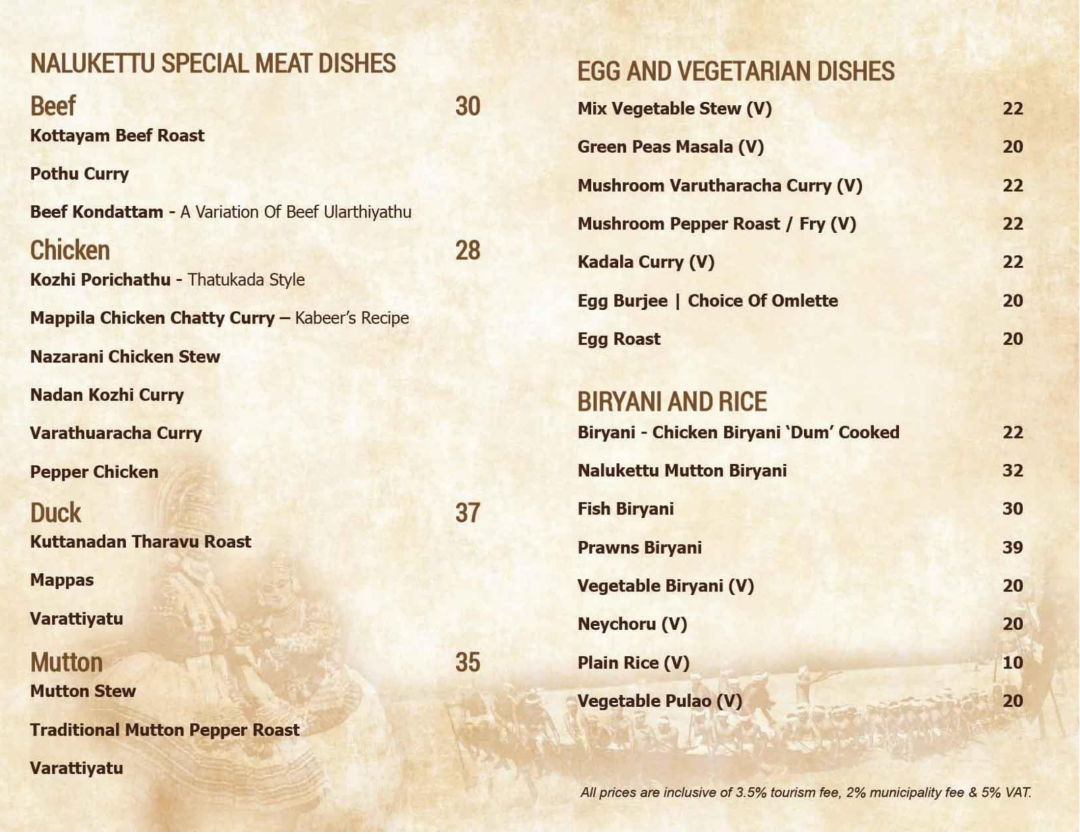 NALUKETTU SPECIAL MEAT DISHES
Beef 30
Kottayam Beef Roast
Pothu Curry
Beef Kondattam - A Variation Of Beef Ularthiyathu
Chicken 28
Kozhi Porichathu - Thatukada Style
Mappila Chicken Chatty Curry – Kabeer's Recipe
Nazarani Chicken Stew
Nadan Kozhi Curry
Varathuaracha Curry
Pepper Chicken
Duck 37
Kuttanadan Tharavu Roast
Mappas
Varattiyatu
Mutton 35
Mutton Stew
Traditional Mutton Pepper Roast
Varattiyatu
EGG AND VEGETARIAN DISHES
Mix Vegetable Stew (V) 22
Green Peas Masala (V) 20
Mushroom Varutharacha Curry (V) 22
Mushroom Pepper Roast / Fry (V) 22
Kadala Curry (V) 22
Egg Burjee | Choice Of Omlette 20
Egg Roast 20
BIRYANI AND RICE
Biryani - Chicken Biryani ‘Dum’ Cooked 22
Nalukettu Mutton Biryani 32
Fish Biryani 30
Prawns Biryani 39
Vegetable Biryani (V) 20
Neychoru (V) 20
Plain Rice (V) 10
Vegetable Pulao (V) 20
All prices are inclusive of 3.5% tourism fee, 2% municipality fee & 5% VAT.